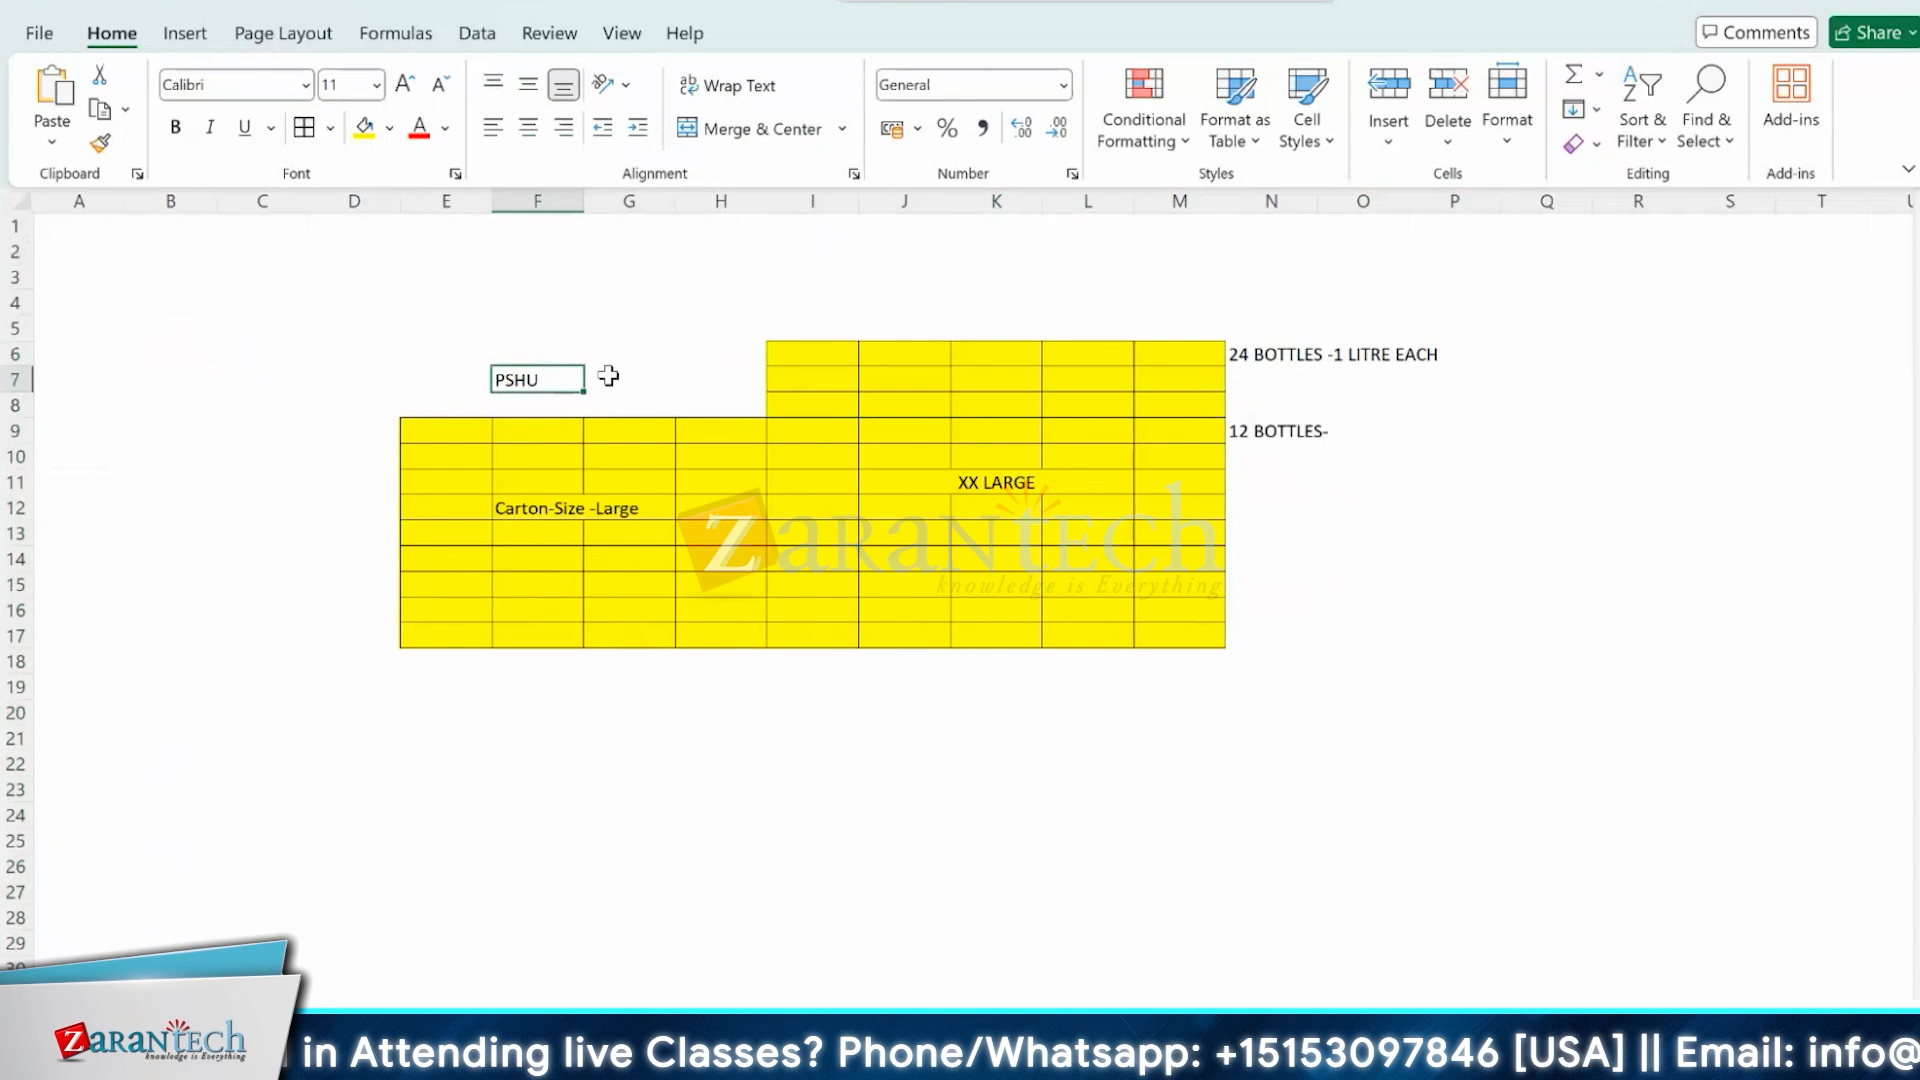 File Home Insert Page Layout Formulas Data Review View Help Comments Share
Paste Calibri 11 Wrap Text General Conditional Formatting Format as Table Cell Styles Insert Delete Format Sort & Filter Find & Select Add-ins
B I U A Merge & Center % 9 .00
Clipboard Font Alignment Number Styles Cells Editing Add-ins
A B C D E F G H I J K L M N O P Q R S T
1
2
3
4
5
6 24 BOTTLES -1 LITRE EACH
7 PSHU
8
9 12 BOTTLES-
10
11 XX LARGE
12 Carton-Size -Large
13 ZaranTech
14
15 knowledge is Everything
16
17
18
19
20
21
22
23
24
25
26
27
28
29
ZaranTech
knowledge is Everything
in Attending live Classes? Phone/Whatsapp: +15153097846 [USA] || Email: info@